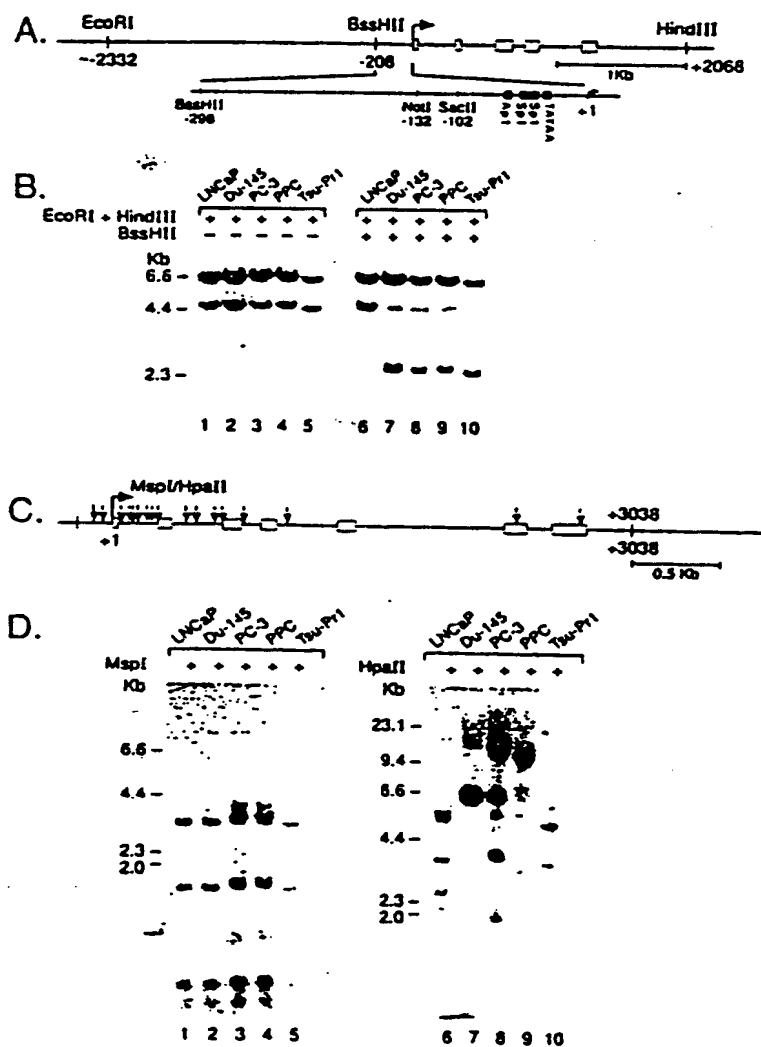 A.
EcoRI BssHII HindIII
~-2332 -208 1Kb +2068
BssHII NotI SacII Ap1 Sp1 Sp1 TATAA +1
-298 -132 -102
B.
LNCaP Du-145 PC-3 PPC Tsu-Pr1 LNCaP Du-145 PC-3 PPC Tsu-Pr1
EcoRI + HindIII + + + + + + + + + +
BssHII - - - - - + + + + +
Kb
6.6 -
4.4 -
2.3 -
1 2 3 4 5 6 7 8 9 10
C.
MspI/HpaII
+3038
+1 +3038
0.5 Kb
D.
LNCaP Du-145 PC-3 PPC Tsu-Pr1 LNCaP Du-145 PC-3 PPC Tsu-Pr1
MspI + + + + + HpaII + + + + +
Kb Kb
23.1 -
6.6 - 9.4 -
4.4 - 6.6 -
4.4 -
2.3 -
2.0 - 2.3 -
2.0 -
1 2 3 4 5 6 7 8 9 10